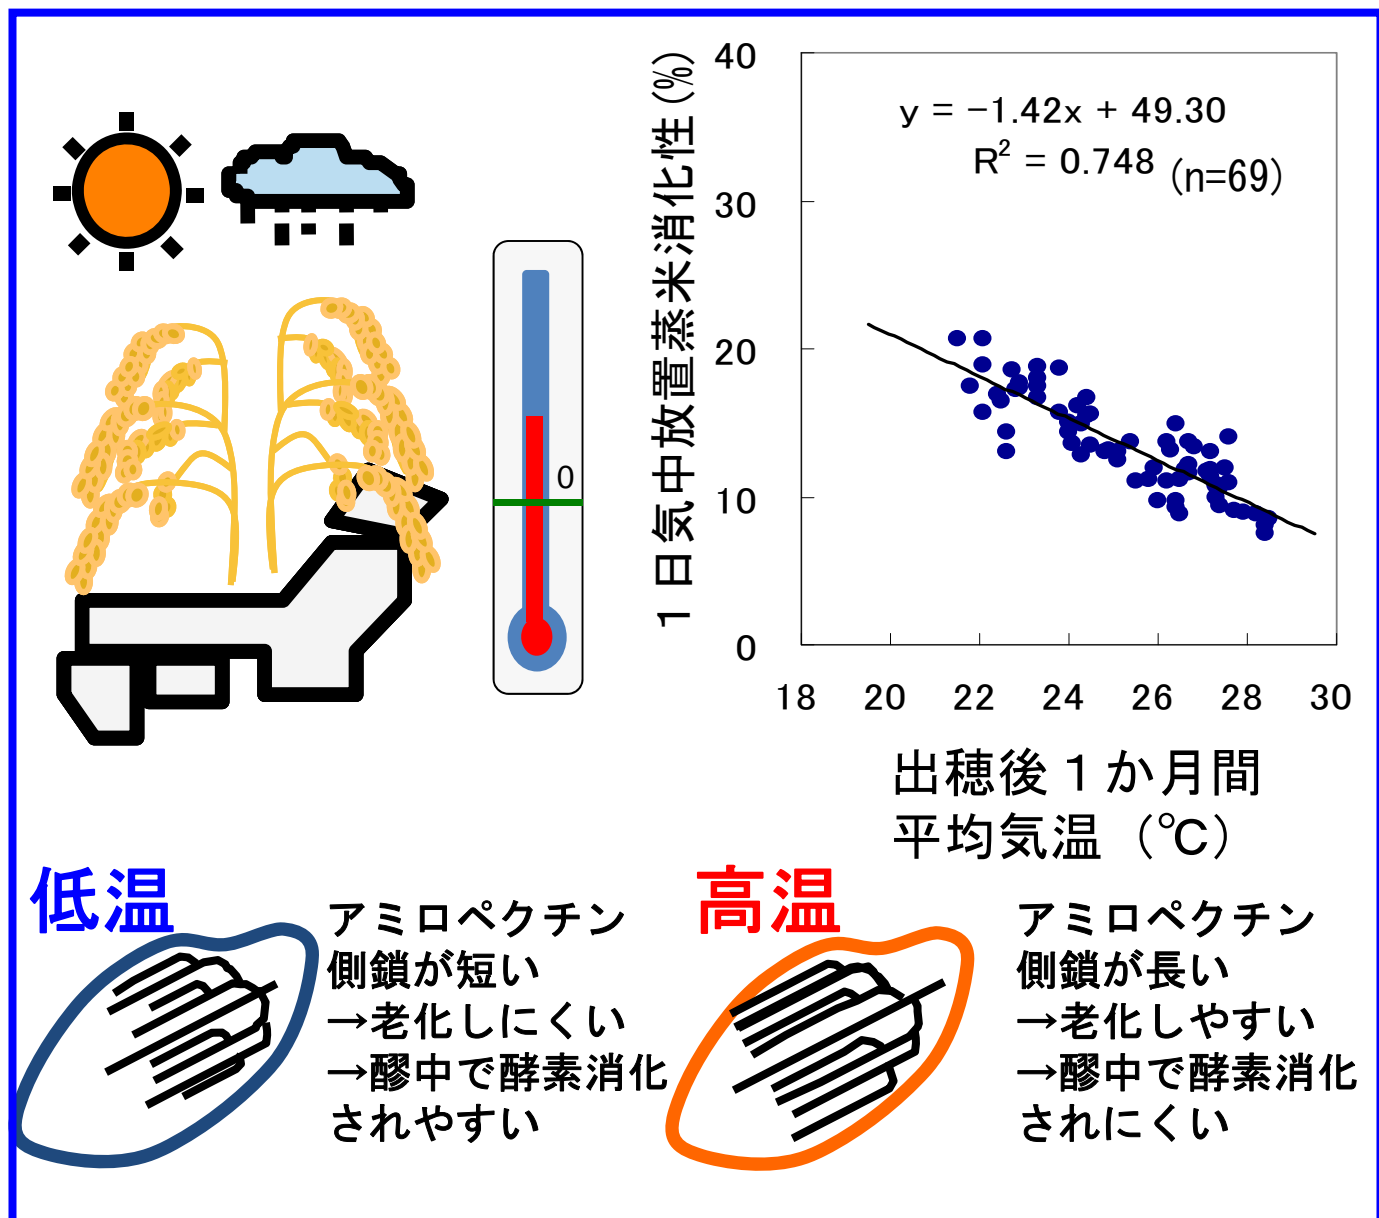 1日気中放置蒸米消化性(%)
40
30
20
10
0
y = −1.42x + 49.30
R² = 0.748 (n=69)
18 20 22 24 26 28 30
出穂後１か月間
平均気温（℃）
0
低温
アミロペクチン
側鎖が短い
→老化しにくい
→醪中で酵素消化
されやすい
高温
アミロペクチン
側鎖が長い
→老化しやすい
→醪中で酵素消化
されにくい